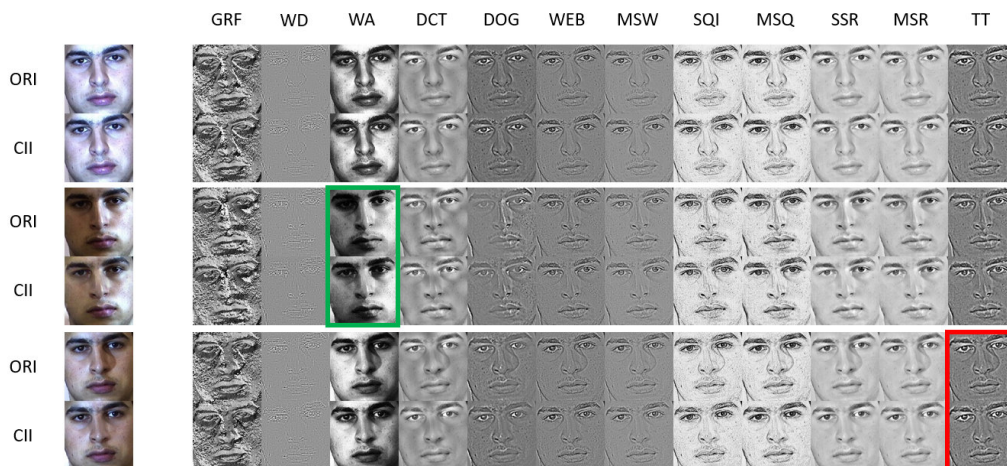 GRF WD WA DCT DOG WEB MSW SQI MSQ SSR MSR TT
ORI
CII
ORI
CII
ORI
CII